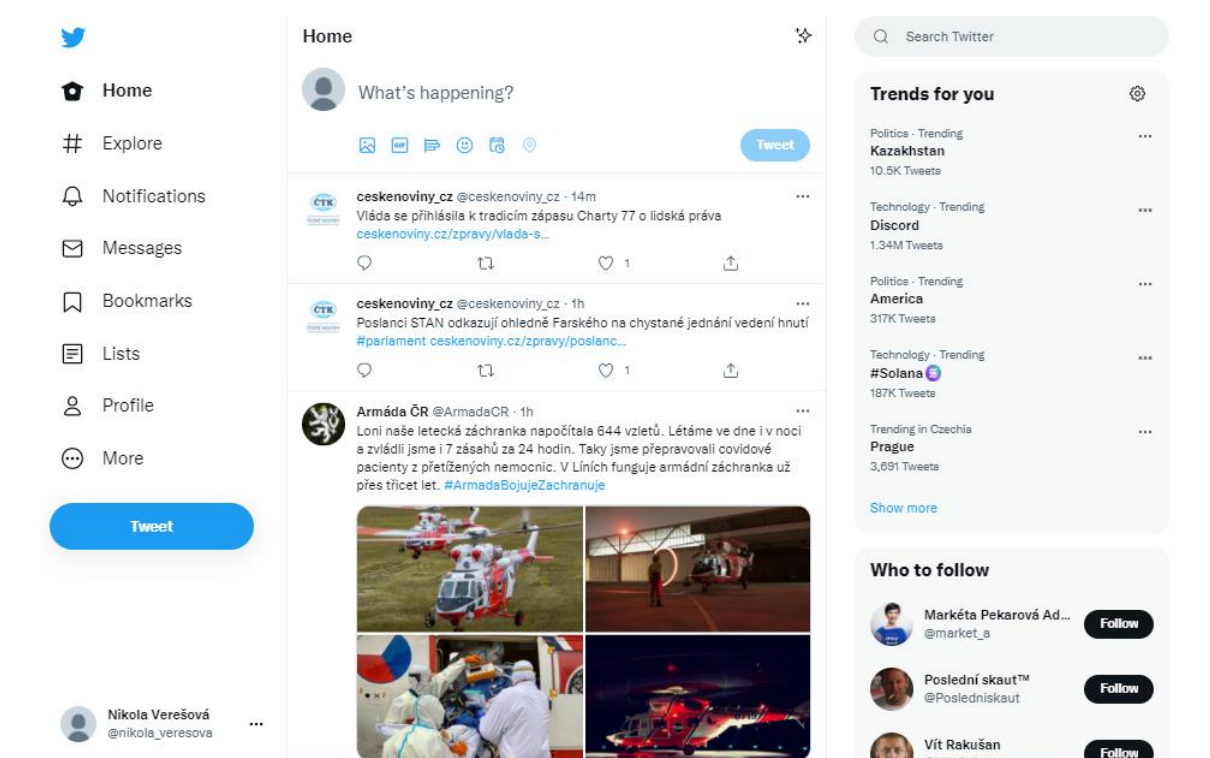 Home
Explore
Notifications
Messages
Bookmarks
Lists
Profile
More
Tweet
Nikola Verešová
@nikola_veresova
Home
What's happening?
GIF
Tweet
ČTK
ceskenoviny_cz @ceskenoviny_cz · 14m
Vláda se přihlásila k tradicím zápasu Charty 77 o lidská práva
ceskenoviny.cz/zpravy/vlada-s...
1
ČTK
ceskenoviny_cz @ceskenoviny_cz · 1h
Poslanci STAN odkazují ohledně Farského na chystané jednání vedení hnutí
#parlament ceskenoviny.cz/zpravy/poslanc...
1
Armáda ČR @ArmadaCR · 1h
Loni naše letecká záchranka napočítala 644 vzletů. Létáme ve dne i v noci
a zvládli jsme i 7 zásahů za 24 hodin. Taky jsme přepravovali covidové
pacienty z přetížených nemocnic. V Líních funguje armádní záchranka už
přes třicet let. #ArmadaBojujeZachranuje
Search Twitter
Trends for you
Politics · Trending
Kazakhstan
10.5K Tweets
Technology · Trending
Discord
1.34M Tweets
Politics · Trending
America
317K Tweets
Technology · Trending
#Solana
187K Tweets
Trending in Czechia
Prague
3,691 Tweets
Show more
Who to follow
Markéta Pekarová Ad...
@market_a
Follow
Poslední skaut™
@Posledniskaut
Follow
Vít Rakušan
Follow